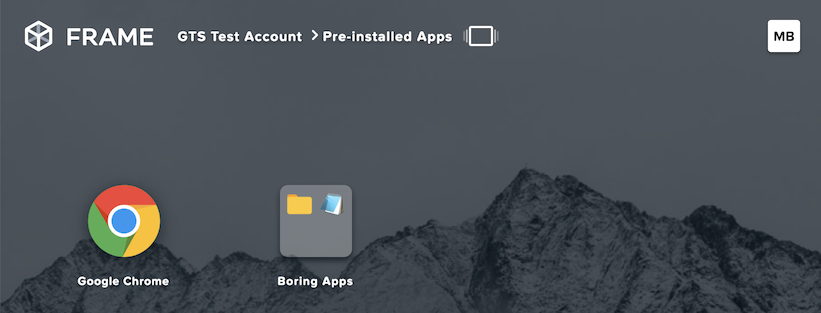 FRAME GTS Test Account > Pre-installed Apps MB
Google Chrome Boring Apps